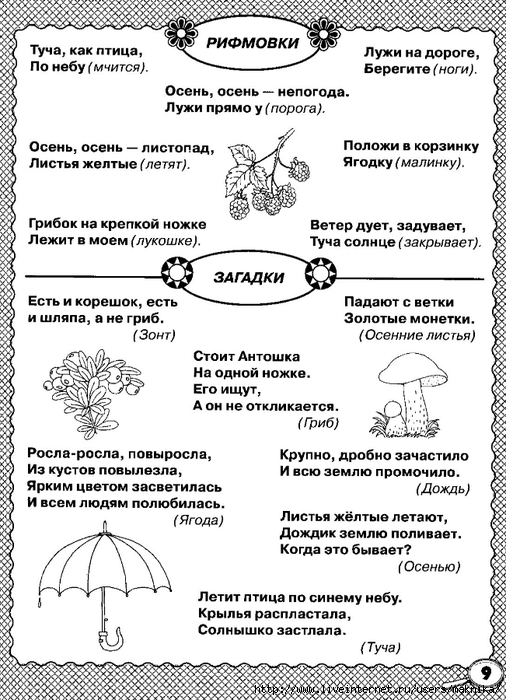 РИФМОВКИ
Туча, как птица,
По небу (мчится).
Лужи на дороге,
Берегите (ноги).
Осень, осень — непогода.
Лужи прямо у (порога).
Осень, осень — листопад,
Листья желтые (летят).
Положи в корзинку
Ягодку (малинку).
Грибок на крепкой ножке
Лежит в моем (лукошке).
Ветер дует, задувает,
Туча солнце (закрывает).
ЗАГАДКИ
Есть и корешок, есть
и шляпа, а не гриб.
(Зонт)
Падают с ветки
Золотые монетки.
(Осенние листья)
Стоит Антошка
На одной ножке.
Его ищут,
А он не откликается.
(Гриб)
Росла-росла, повыросла,
Из кустов повылезла,
Ярким цветом засветилась
И всем людям полюбилась.
(Ягода)
Крупно, дробно зачастило
И всю землю промочило.
(Дождь)
Листья жёлтые летают,
Дождик землю поливает.
Когда это бывает?
(Осенью)
Летит птица по синему небу.
Крылья распластала,
Солнышко застлала.
(Туча)
9
http://www.liveinternet.ru/users/maknika/